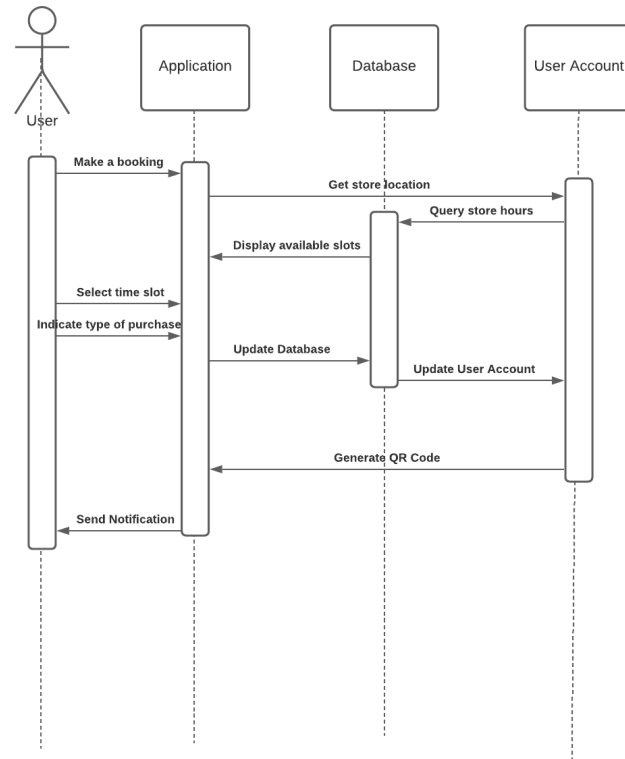 Application
Database
User Account
User
Make a booking
Get store location
Query store hours
Display available slots
Select time slot
Indicate type of purchase
Update Database
Update User Account
Generate QR Code
Send Notification